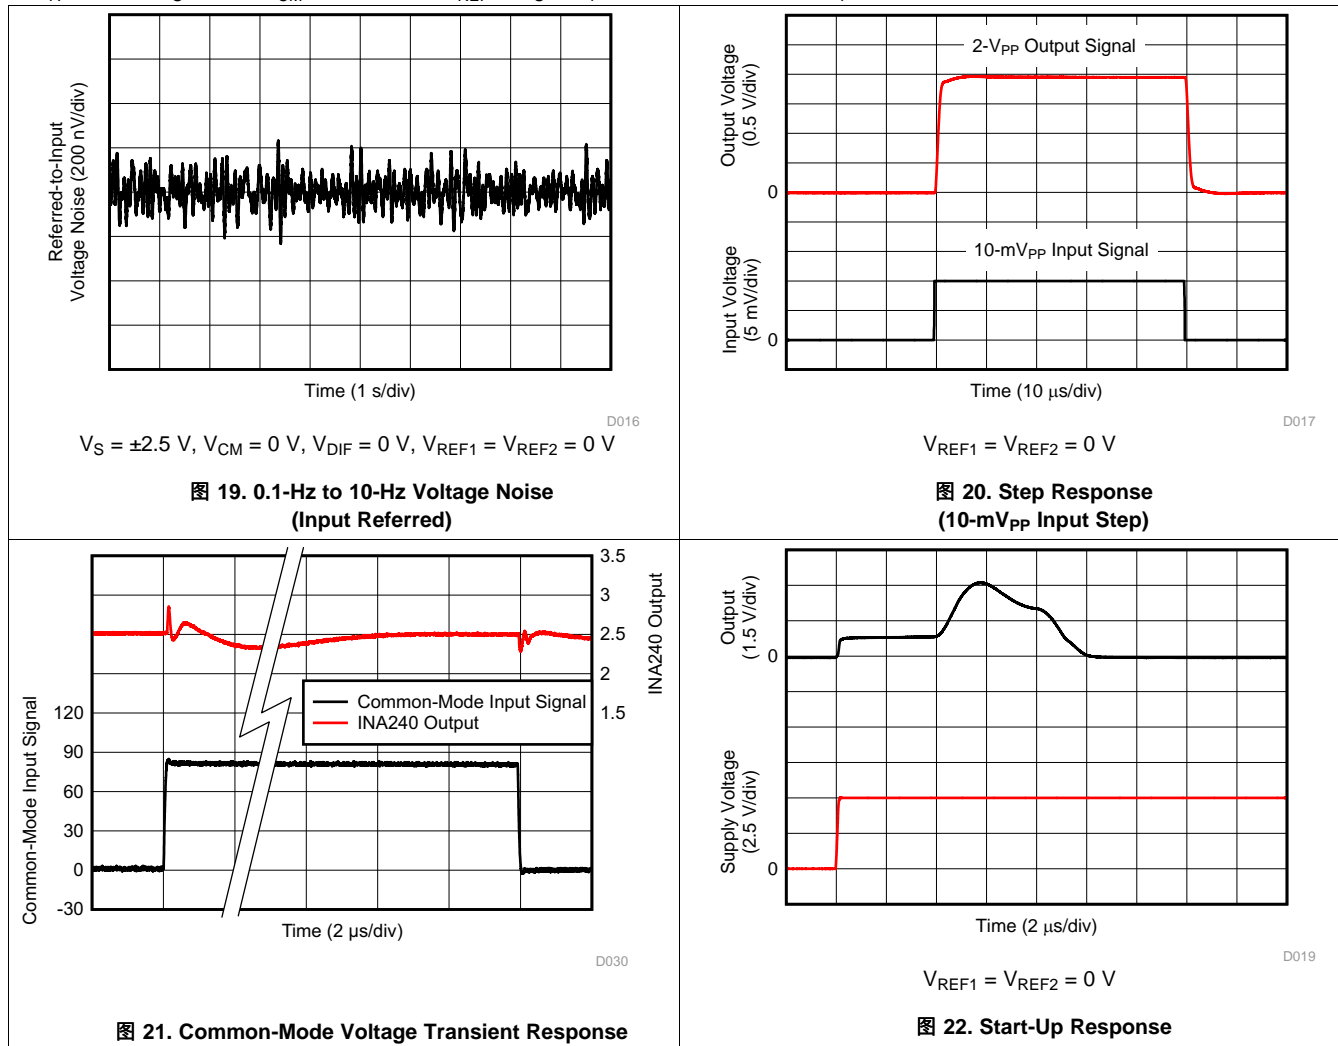 Referred-to-Input
Voltage Noise (200 nV/div)
Time (1 s/div)
D016
VS = ±2.5 V, VCM = 0 V, VDIF = 0 V, VREF1 = VREF2 = 0 V
图 19. 0.1-Hz to 10-Hz Voltage Noise
(Input Referred)
2-VPP Output Signal
Output Voltage
(0.5 V/div)
0
10-mVPP Input Signal
Input Voltage
(5 mV/div)
0
Time (10 μs/div)
D017
VREF1 = VREF2 = 0 V
图 20. Step Response
(10-mVPP Input Step)
3.5
3
2.5
2
1.5
INA240 Output
Common-Mode Input Signal
INA240 Output
Common-Mode Input Signal
120
90
60
30
0
-30
Time (2 μs/div)
D030
图 21. Common-Mode Voltage Transient Response
Output
(1.5 V/div)
0
Supply Voltage
(2.5 V/div)
0
Time (2 μs/div)
D019
VREF1 = VREF2 = 0 V
图 22. Start-Up Response